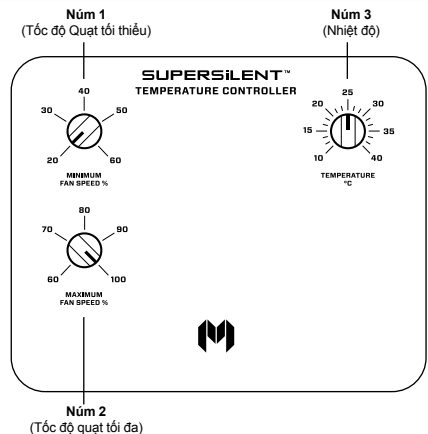 Núm 1
(Tốc độ Quạt tối thiểu)
Núm 3
(Nhiệt độ)
SUPERSiLENT™
TEMPERATURE CONTROLLER
20
30
40
50
60
MINIMUM
FAN SPEED %
10
15
20
25
30
35
40
TEMPERATURE
ºC
60
70
80
90
100
MAXIMUM
FAN SPEED %
Núm 2
(Tốc độ quạt tối đa)